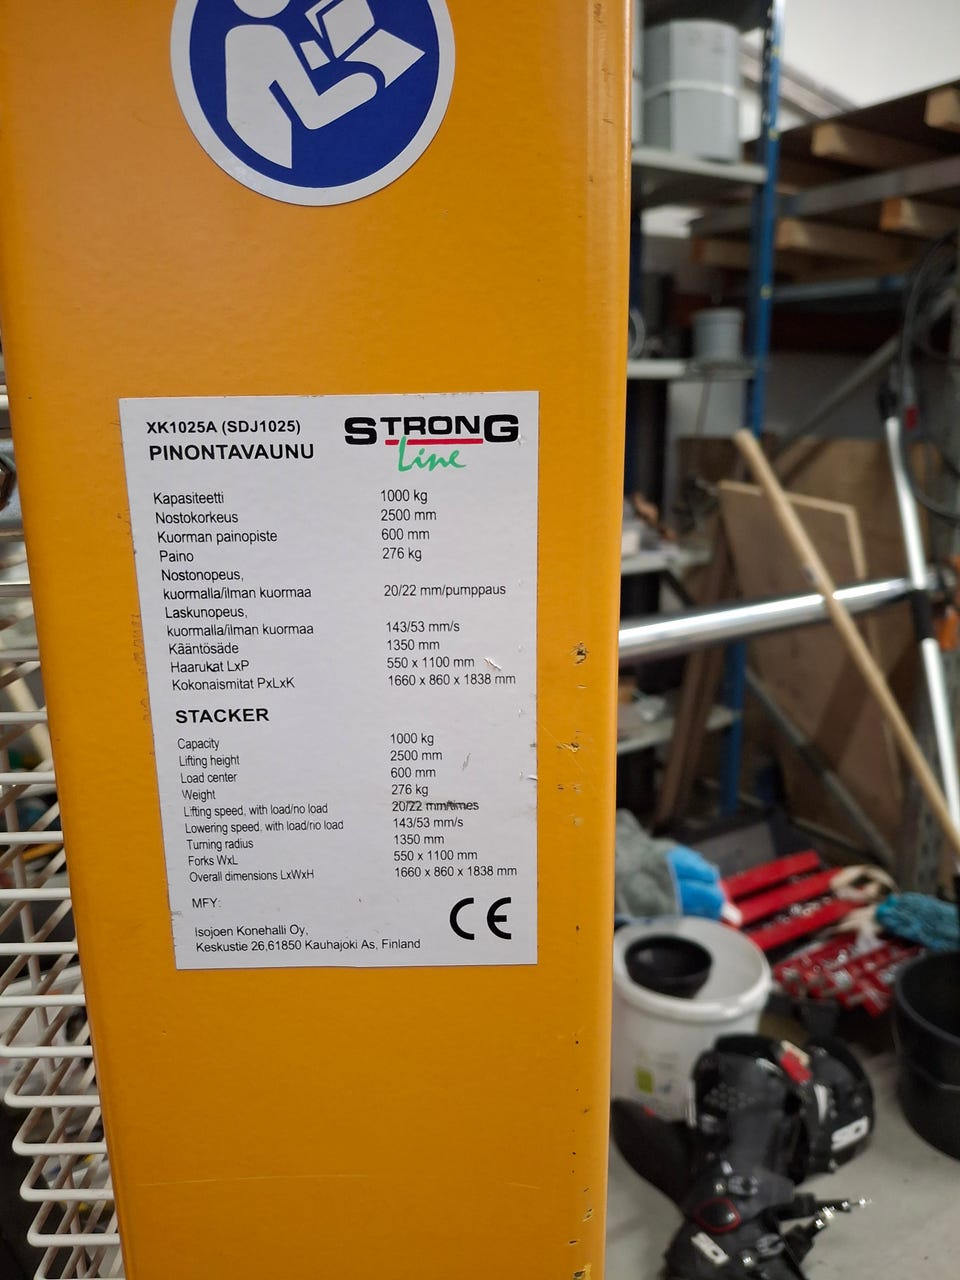 XK1025A (SDJ1025)
PINONTAVAUNU
STRONG
Line
Kapasiteetti 1000 kg
Nostokorkeus 2500 mm
Kuorman painopiste 600 mm
Paino 276 kg
Nostonopeus,
kuormalla/ilman kuormaa 20/22 mm/pumppaus
Laskunopeus,
kuormalla/ilman kuormaa 143/53 mm/s
Kääntösäde 1350 mm
Haarukat LxP 550 x 1100 mm
Kokonaismitat PxLxK 1660 x 860 x 1838 mm
STACKER
Capacity 1000 kg
Lifting height 2500 mm
Load center 600 mm
Weight 276 kg
Lifting speed, with load/no load 20/22 mm/times
Lowering speed, with load/no load 143/53 mm/s
Turning radius 1350 mm
Forks WxL 550 x 1100 mm
Overall dimensions LxWxH 1660 x 860 x 1838 mm
MFY:
Isojoen Konehalli Oy,
Keskustie 26,61850 Kauhajoki As, Finland
CE